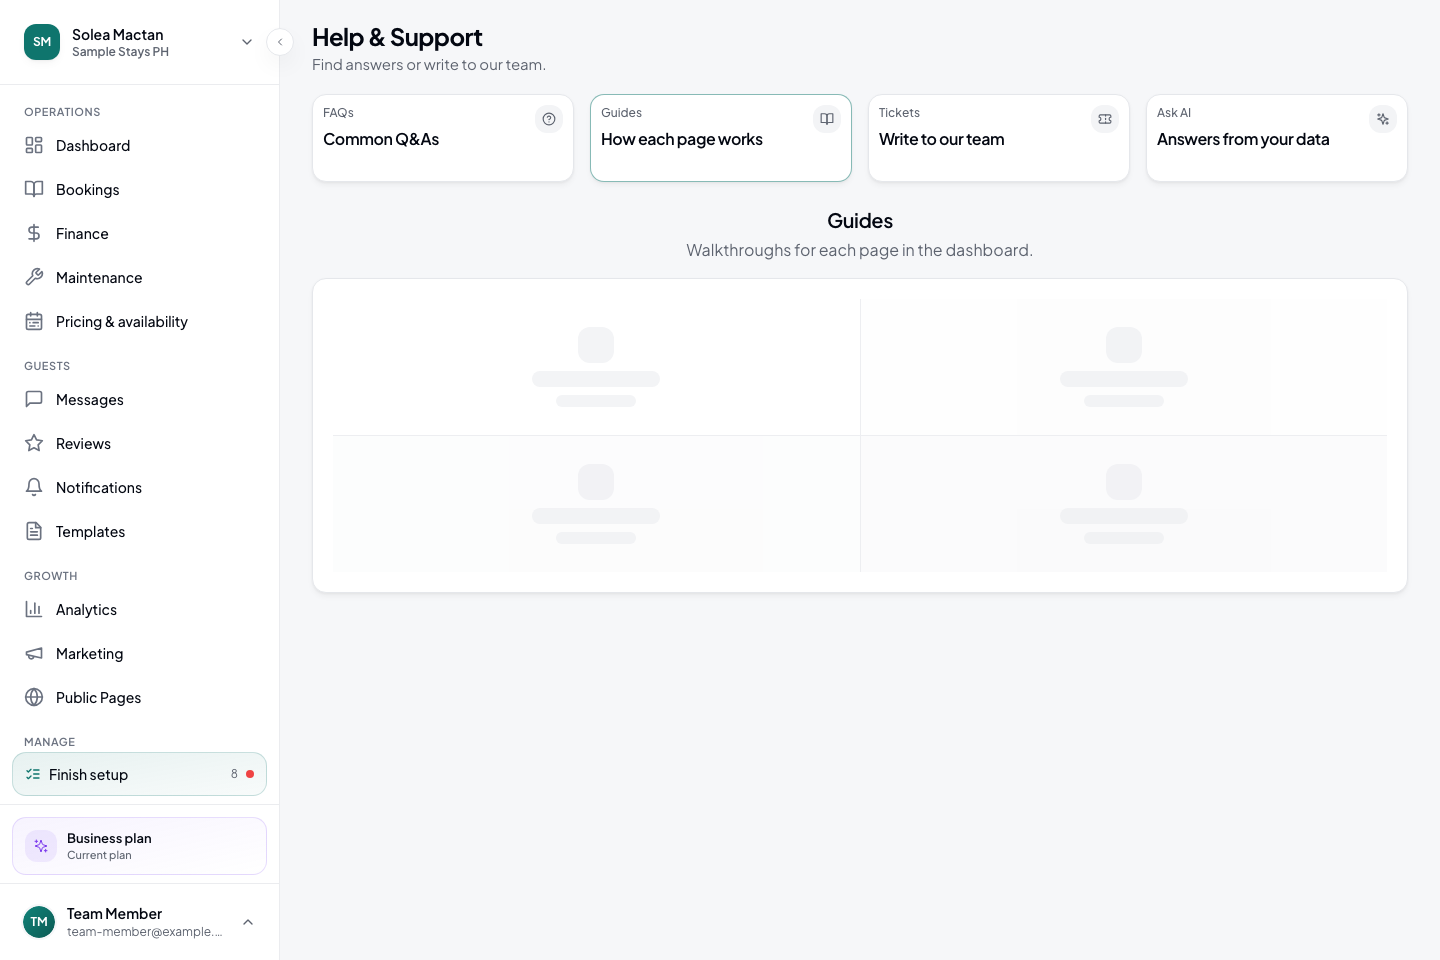 SM
Solea Mactan
Sample Stays PH
OPERATIONS
Dashboard
Bookings
Finance
Maintenance
Pricing & availability
GUESTS
Messages
Reviews
Notifications
Templates
GROWTH
Analytics
Marketing
Public Pages
MANAGE
Finish setup
8
Business plan
Current plan
TM
Team Member
team-member@example....
Help & Support
Find answers or write to our team.
FAQs
Common Q&As
Guides
How each page works
Tickets
Write to our team
Ask AI
Answers from your data
Guides
Walkthroughs for each page in the dashboard.